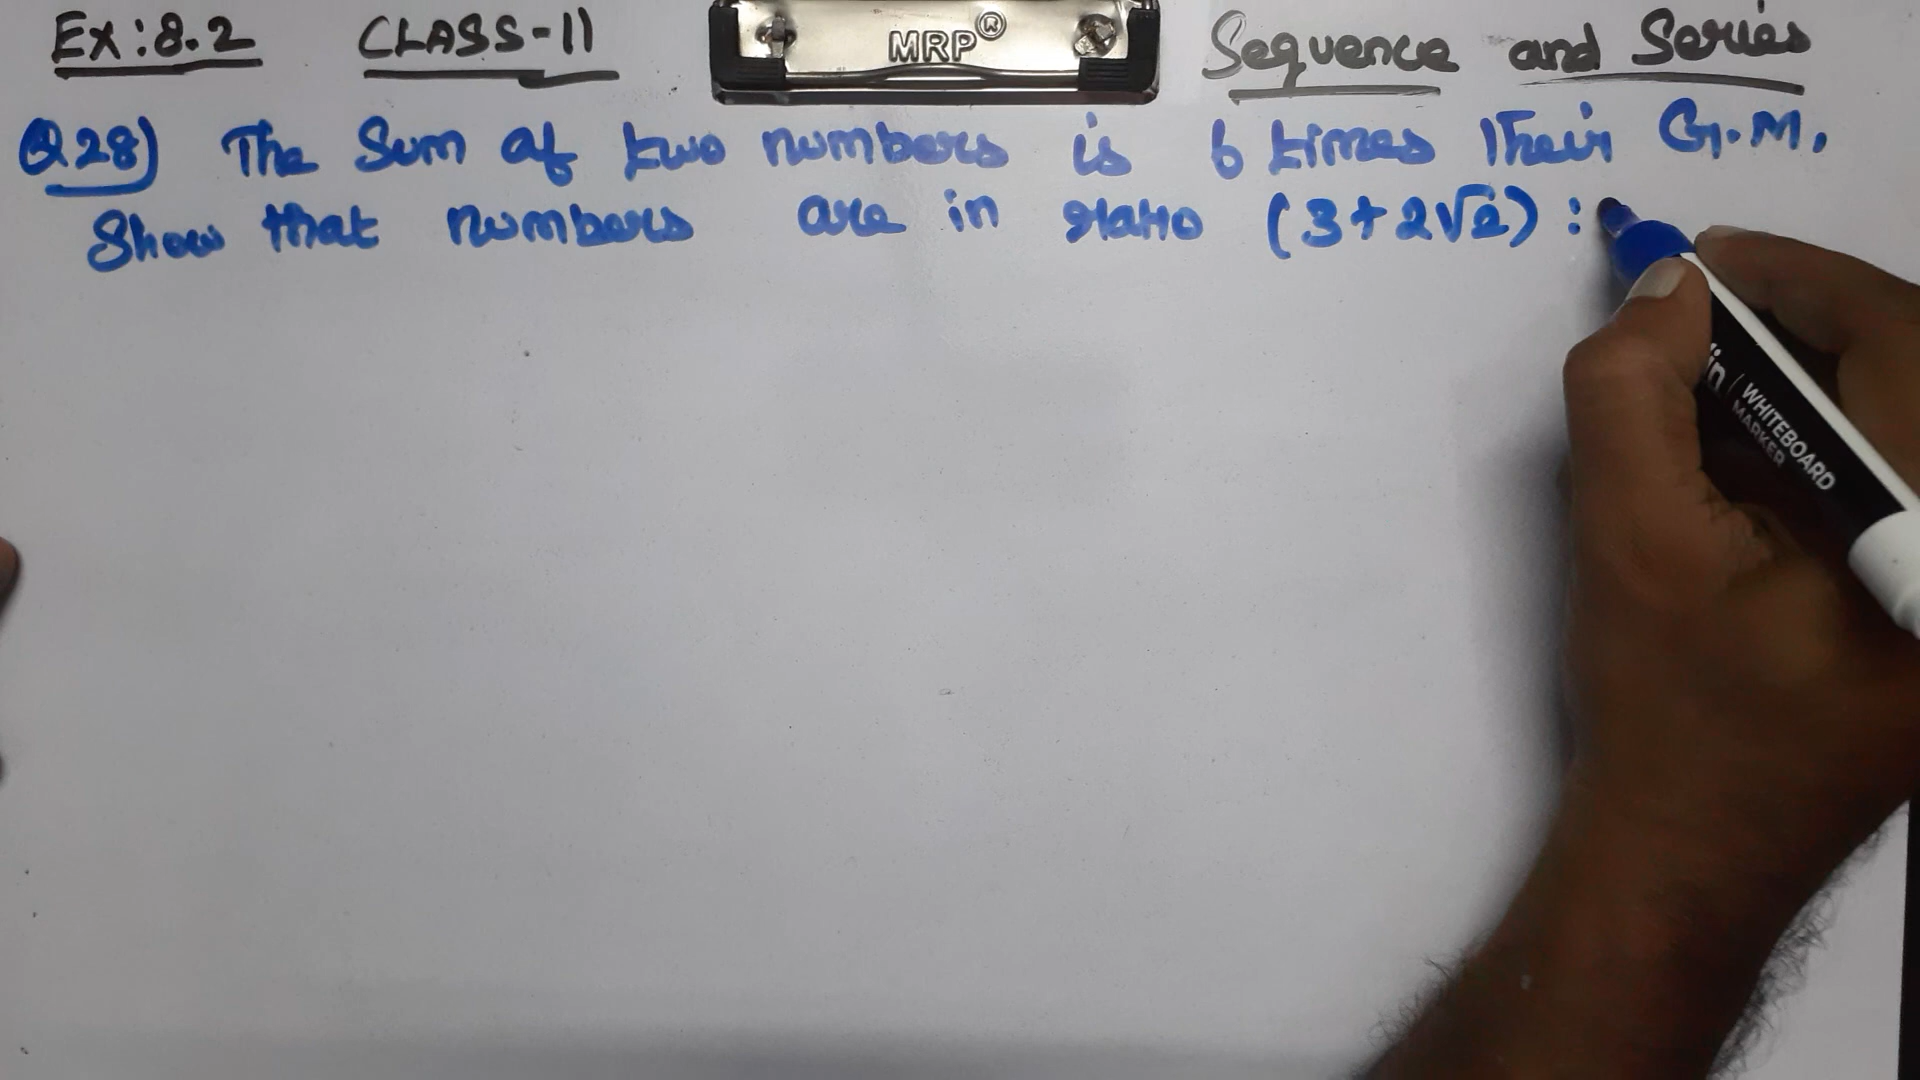 Ex:8.2 CLASS-11 MRP® Sequence and Series
Q28) The Sum of two numbers is 6 times their G.M.
Show that numbers are in ratio (3+2√2) :
in / WHITEBOARD
MARKER